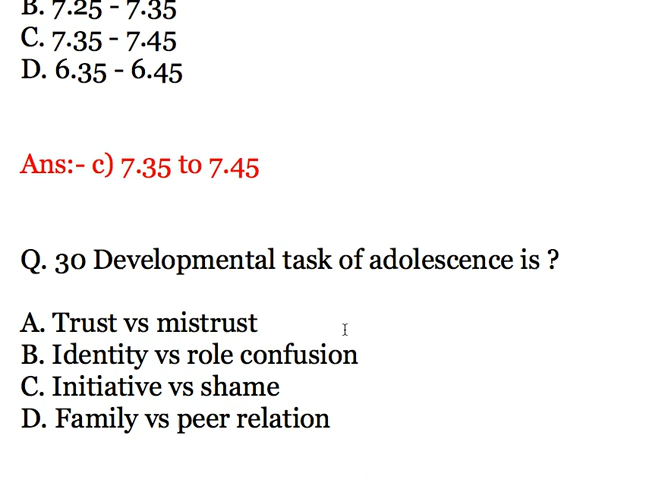 B. 7.25 - 7.35
C. 7.35 - 7.45
D. 6.35 - 6.45
Ans:- c) 7.35 to 7.45
Q. 30 Developmental task of adolescence is ?
A. Trust vs mistrust
B. Identity vs role confusion
C. Initiative vs shame
D. Family vs peer relation